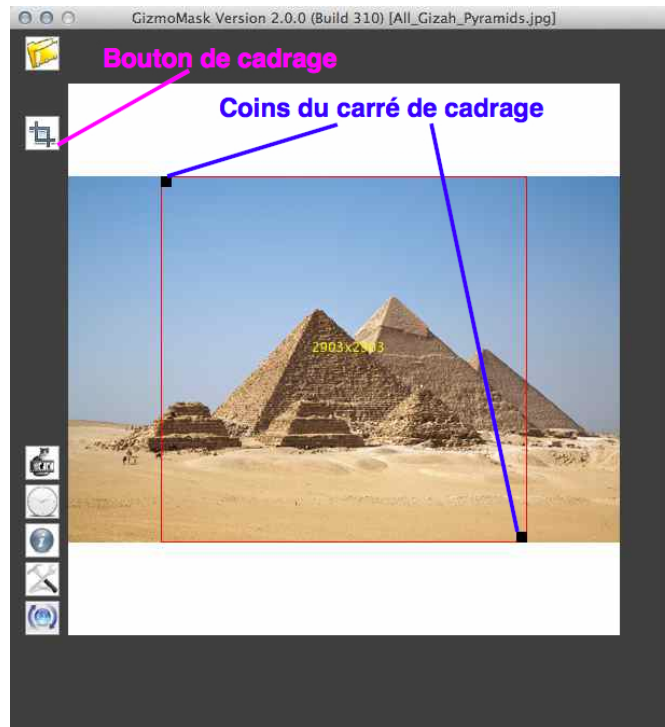 GizmoMask Version 2.0.0 (Build 310) [All_Gizah_Pyramids.jpg]
Bouton de cadrage
Coins du carré de cadrage
2903x2903